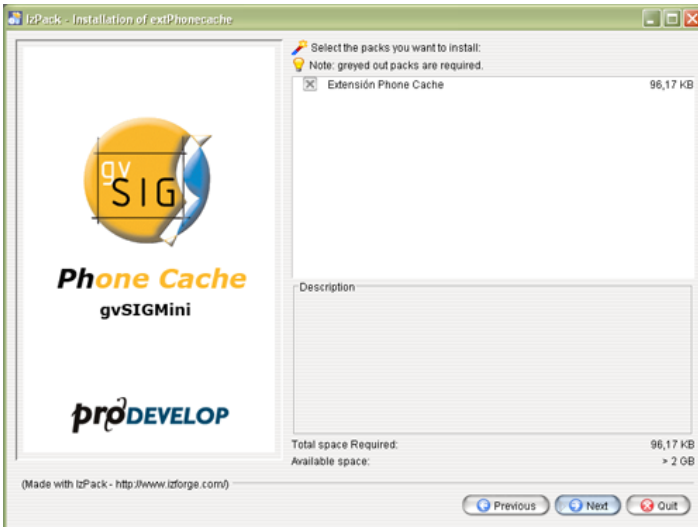 IzPack - Installation of extPhonecache
Select the packs you want to install:
Note: greyed out packs are required.
Extensión Phone Cache 96,17 KB
gv
SIG
Phone Cache
gvSIGMini
Description
prodevelop
Total space Required: 96,17 KB
Available space: > 2 GB
(Made with IzPack - http://www.izforge.com/)
Previous Next Quit